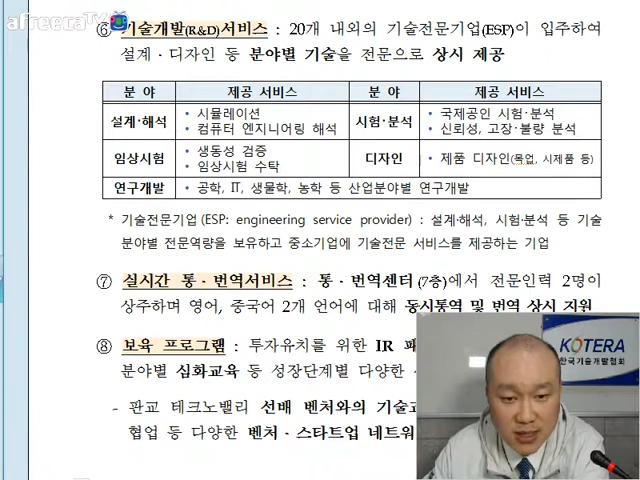 afreecaTV
⑥ 기술개발(R&D)서비스 : 20개 내외의 기술전문기업(ESP)이 입주하여
설계·디자인 등 분야별 기술을 전문으로 상시 제공
분 야 제공 서비스 분 야 제공 서비스
설계·해석 • 시뮬레이션 • 컴퓨터 엔지니어링 해석 시험·분석 • 국제공인 시험·분석 • 신뢰성, 고장·불량 분석
임상시험 • 생동성 검증 • 임상시험 수탁 디자인 • 제품 디자인(목업, 시제품 등)
연구개발 • 공학, IT, 생물학, 농학 등 산업분야별 연구개발
* 기술전문기업(ESP: engineering service provider) : 설계·해석, 시험·분석 등 기술
분야별 전문역량을 보유하고 중소기업에 기술전문 서비스를 제공하는 기업
⑦ 실시간 통·번역서비스 : 통·번역센터(7층)에서 전문인력 2명이
상주하며 영어, 중국어 2개 언어에 대해 동시통역 및 번역 상시 지원
⑧ 보육 프로그램 : 투자유치를 위한 IR
분야별 심화교육 등 성장단계별 다양한
- 판교 테크노밸리 선배 벤처와의
협업 등 다양한 벤처·스타트업
KOTERA
한국기술개발협회